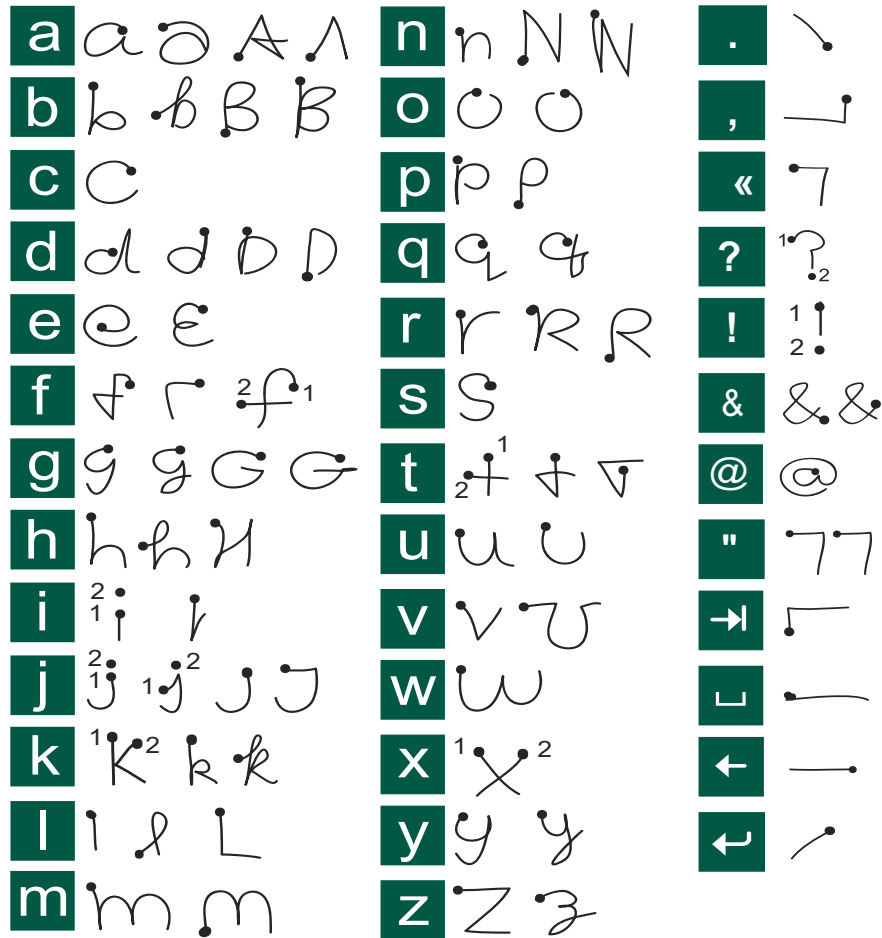 a a a A A
b b b B B
c c
d d d D D
e e e
f f f 2 f 1
g g g G G
h h h H
i 2 1 i
j 2 1 j 1 j 2 j J
k 1 K 2 k k
l l l L
m m m
n n N N
o o o
p p p
q q q
r r R R
s s
t 1 2 t t t
u u u
v v v
w w
x 1 x 2
y y y
z z z
.
,
«
? 1 ? 2
! 1 ! 2
& & &
@ @
"
⇥
␣
←
↵